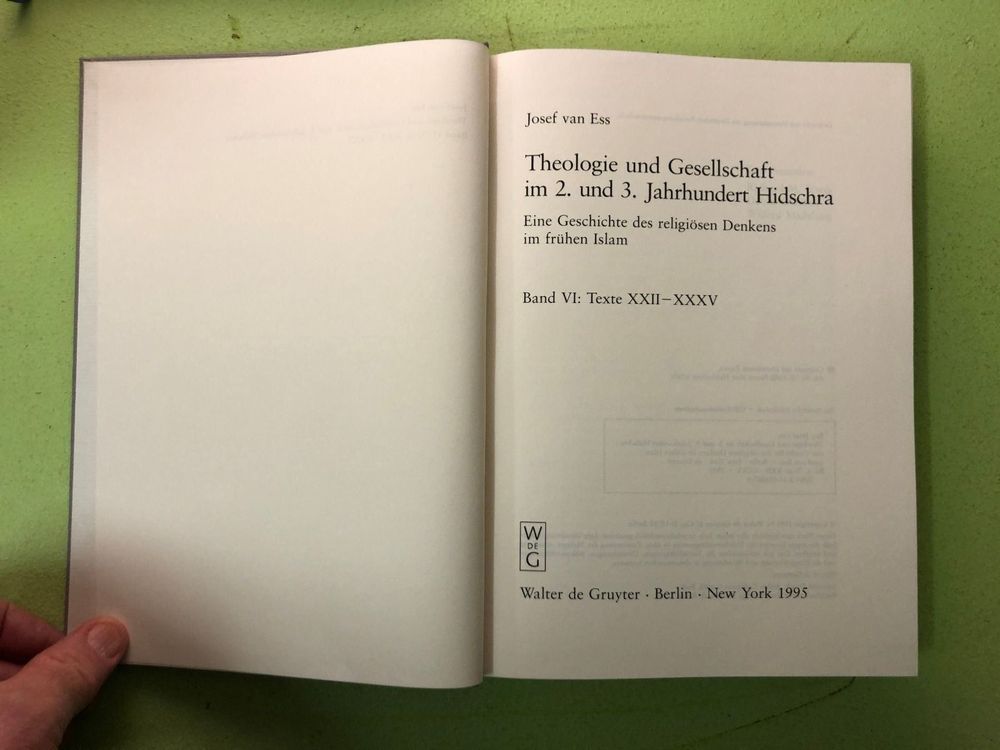 Josef van Ess
Theologie und Gesellschaft
im 2. und 3. Jahrhundert Hidschra
Eine Geschichte des religiösen Denkens
im frühen Islam
Band VI: Texte XXII–XXXV
W
DE
G
Walter de Gruyter · Berlin · New York 1995